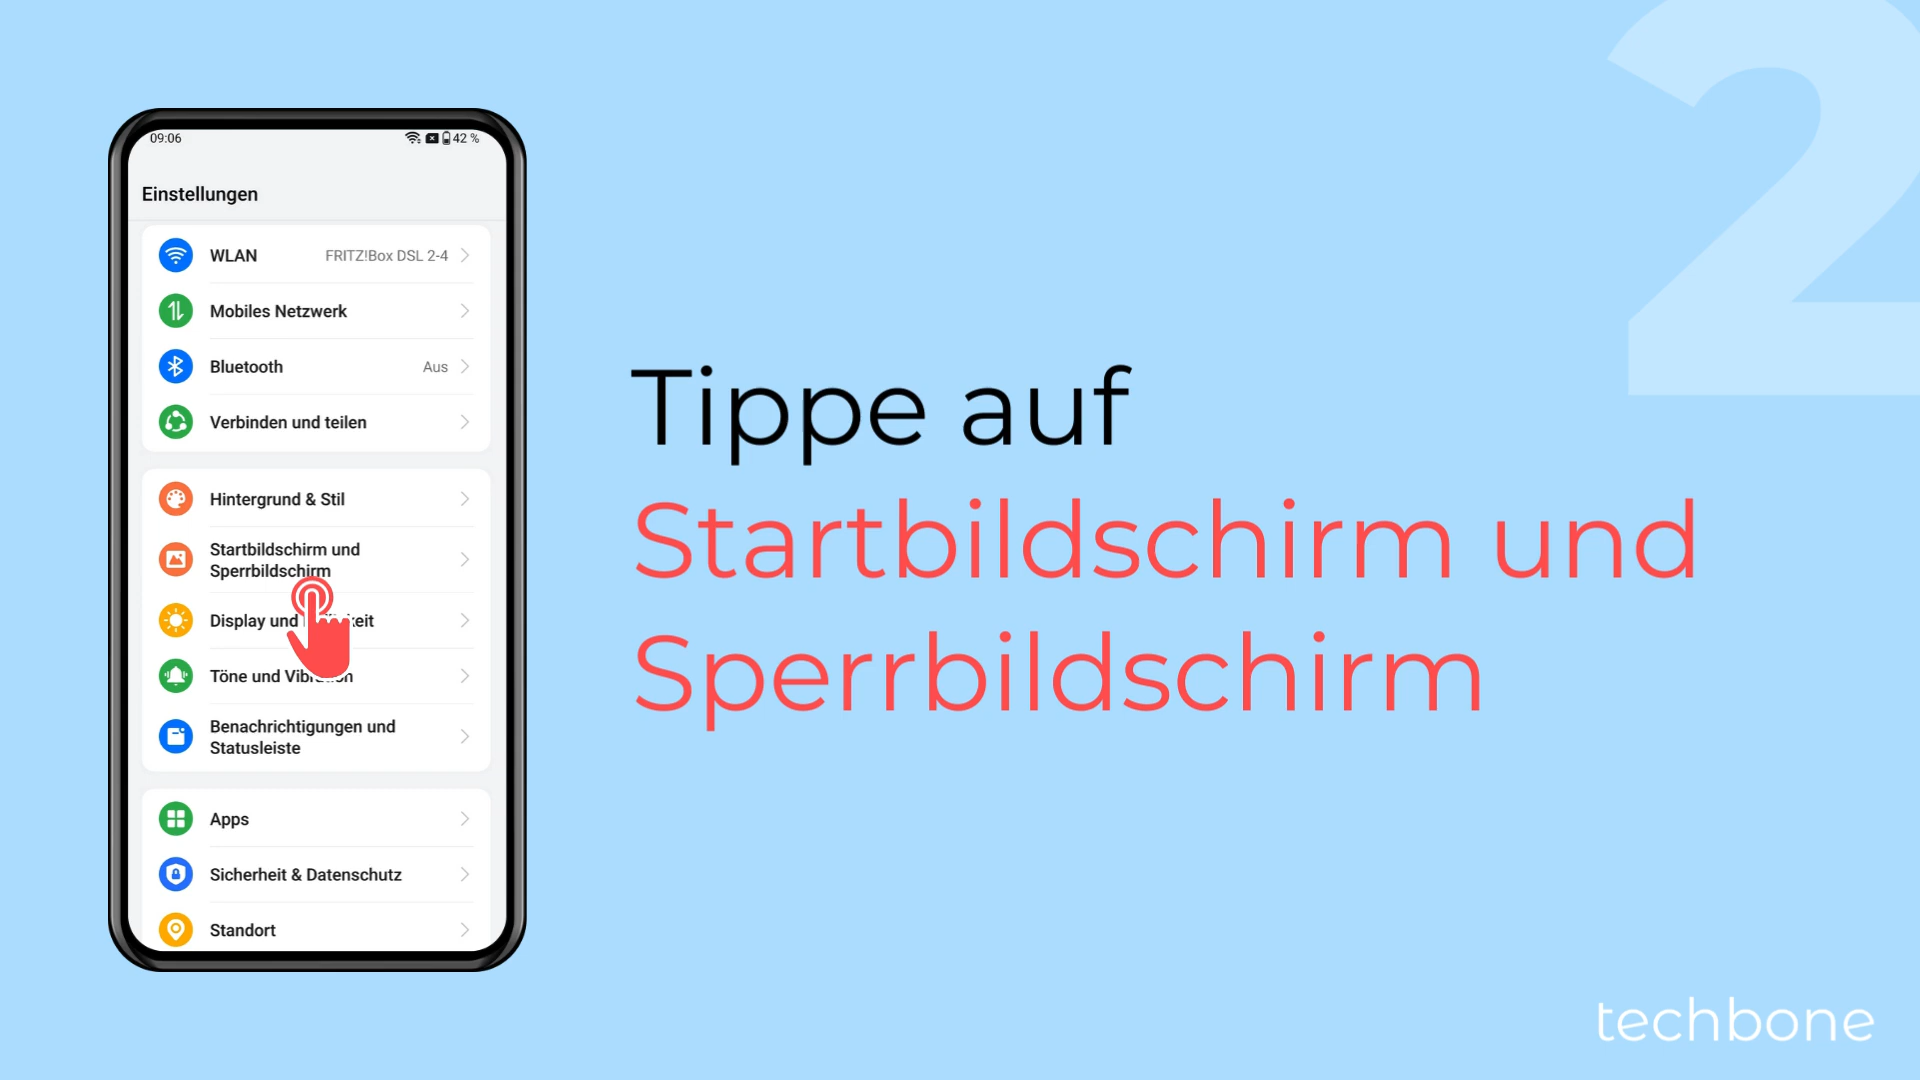 2
09:06
42 %
Einstellungen
WLAN FRITZ!Box DSL 2-4
Mobiles Netzwerk
Bluetooth Aus
Verbinden und teilen
Hintergrund & Stil
Startbildschirm und
Sperrbildschirm
Display und
Töne und
Benachrichtigungen und
Statusleiste
Apps
Sicherheit & Datenschutz
Standort
Tippe auf
Startbildschirm und
Sperrbildschirm
techbone